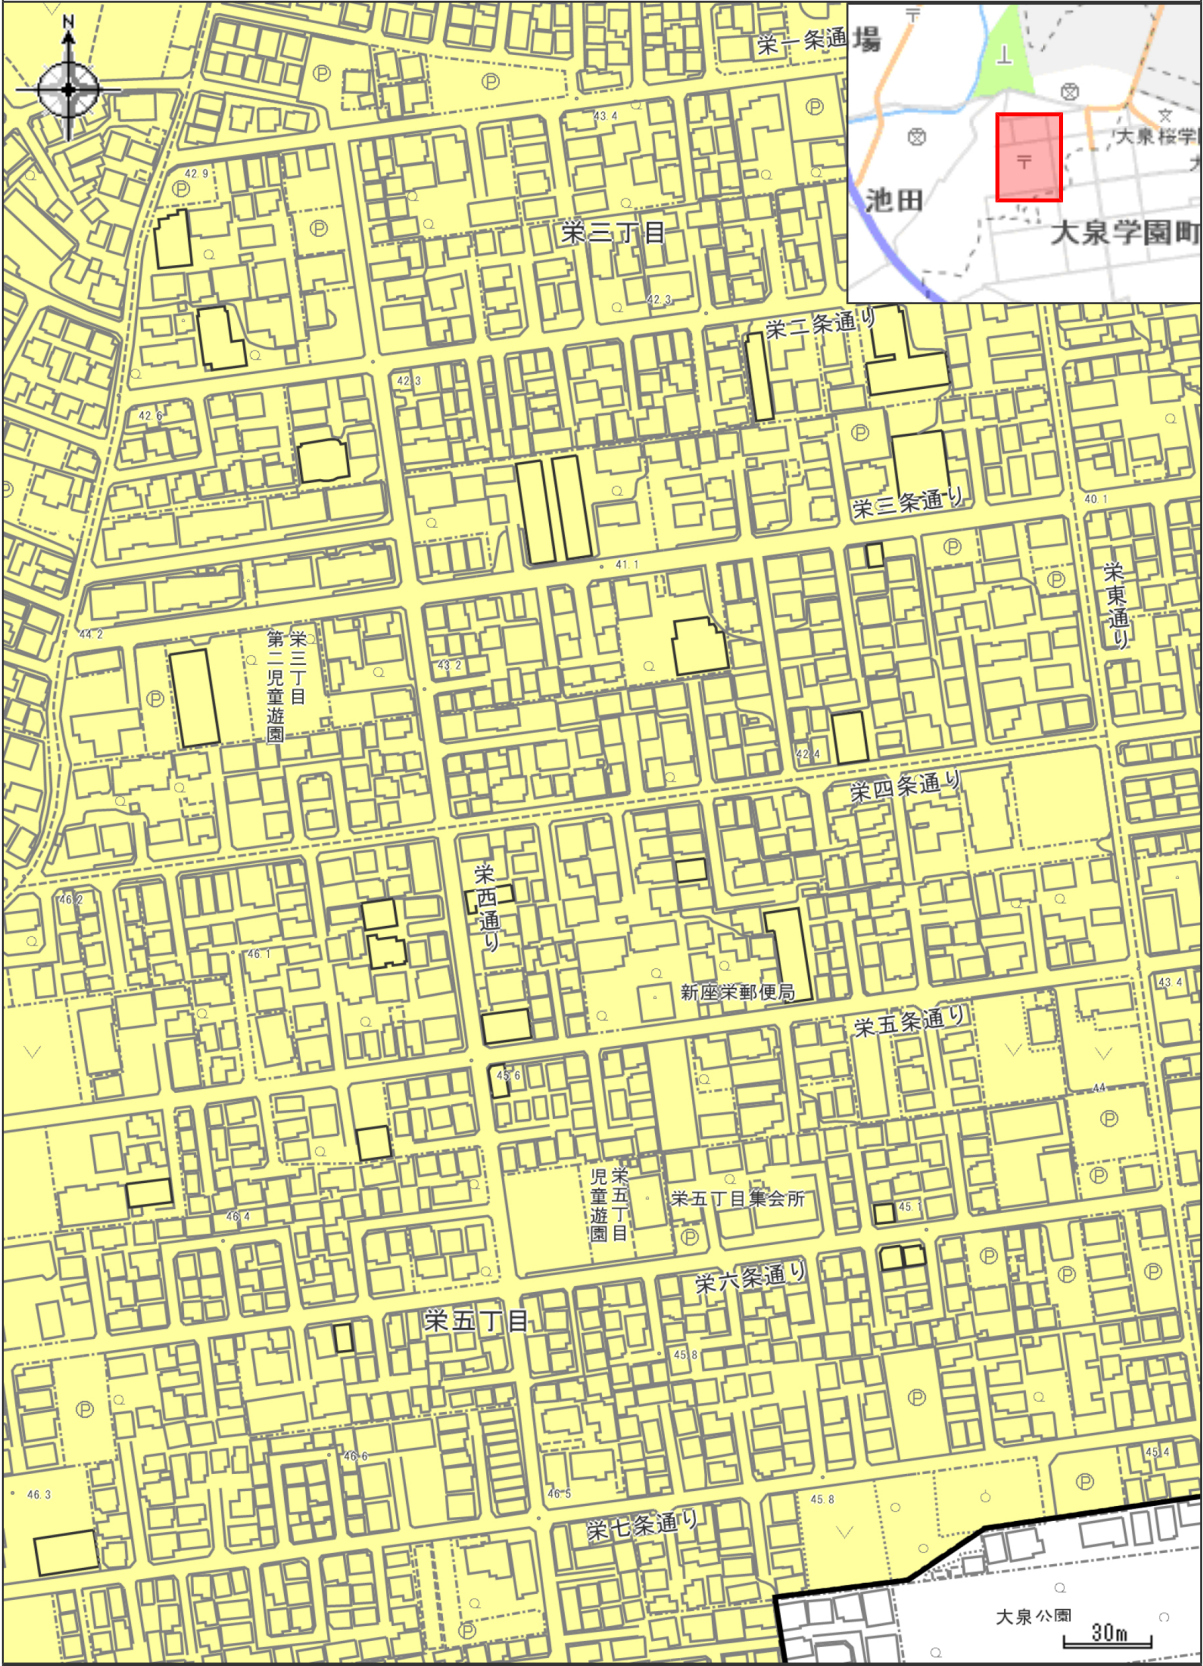 N
栄一条通
場
43.4
大泉桜学
42.9
池田
栄三丁目
大泉学園町
42.3
栄二条通り
42.3
42.6
栄三条通り
40.1
41.1
栄東通り
44.2
栄三丁目
第二児童遊園
43.2
42.4
栄四条通り
栄西通り
46.2
46.1
43.4
新座栄郵便局
栄五条通り
45.6
44
栄五丁目
児童遊園
栄五丁目集会所
45.1
46.4
栄六条通り
栄五丁目
45.8
46.6
45.4
46.3
46.5
45.8
栄七条通り
大泉公園
30m